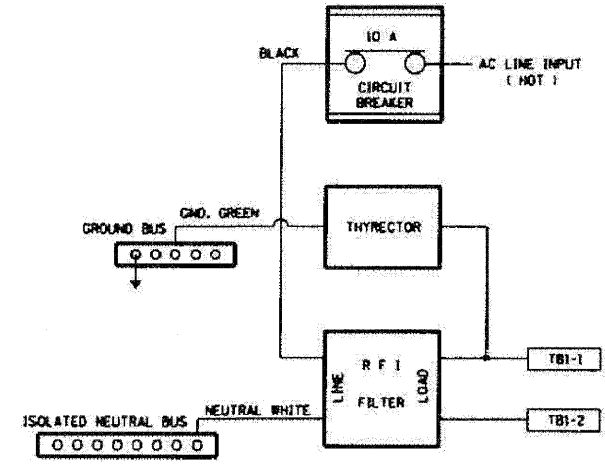 10 A
BLACK
AC LINE INPUT
( HOT )
CIRCUIT
BREAKER
GND. GREEN
GROUND BUS
THYRECTOR
LINE
R F I
FILTER
LOAD
TB1-1
NEUTRAL WHITE
TB1-2
ISOLATED NEUTRAL BUS